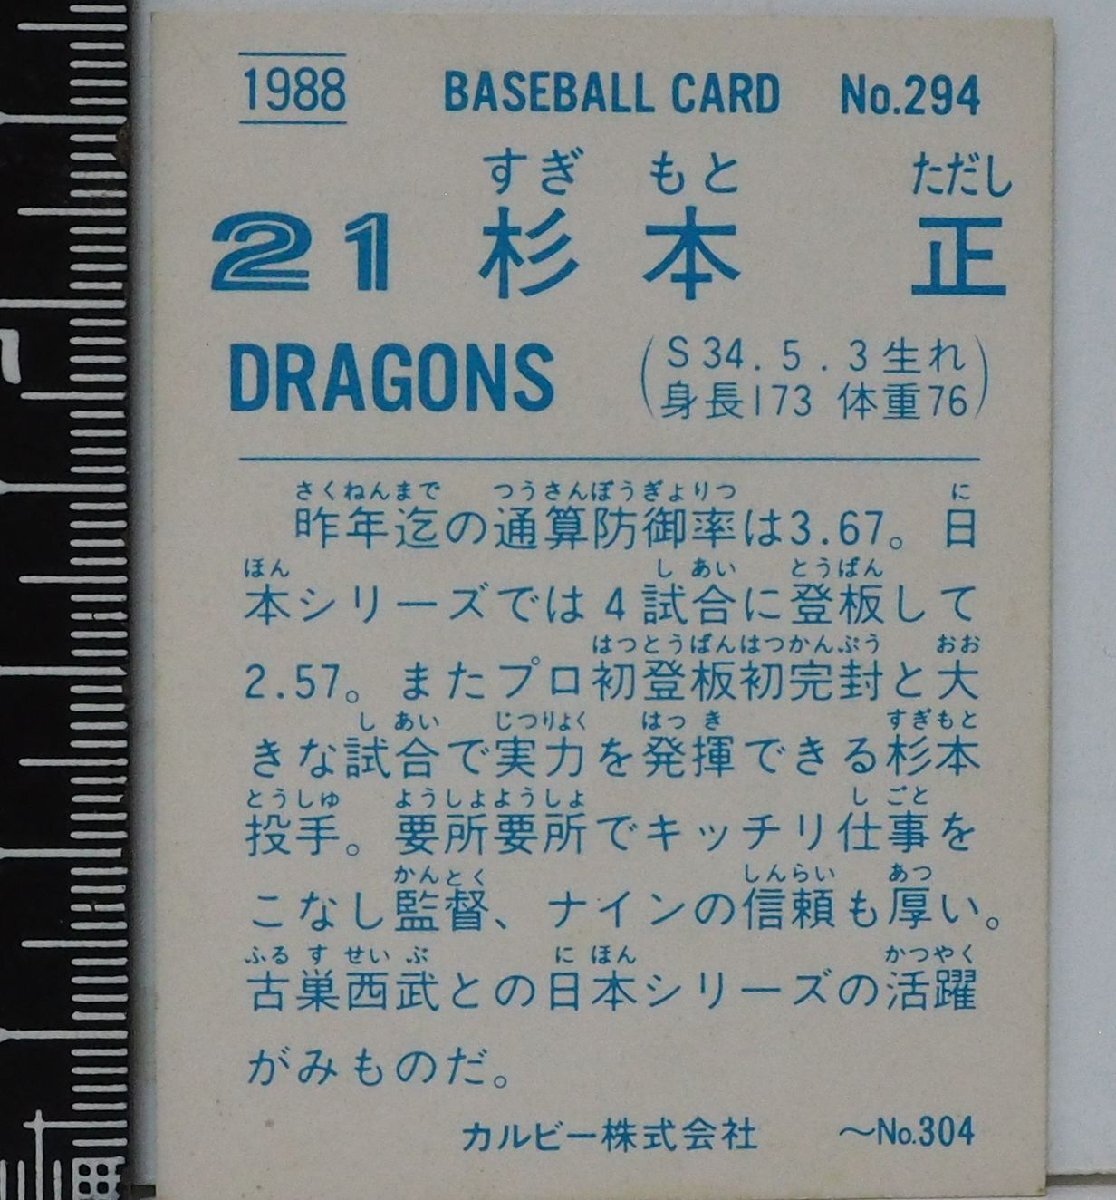 1988 BASEBALL CARD No.294
すぎ もと ただし
21 杉本 正
DRAGONS
(S34.5.3生れ
身長173 体重76)
さくねんまで つうさんぼうぎょりつ に
昨年迄の通算防御率は3.67。日
ほん しあい とうばん
本シリーズでは4試合に登板して
はつとうばんはつかんぷう おお
2.57。またプロ初登板初完封と大
しあい じつりょく はっき すぎもと
きな試合で実力を発揮できる杉本
とうしゅ ようしょようしょ しごと
投手。要所要所でキッチリ仕事を
かんとく しんらい あつ
こなし監督、ナインの信頼も厚い。
ふるす せいぶ にほん かつやく
古巣西武との日本シリーズの活躍
がみものだ。
カルビー株式会社 〜No.304